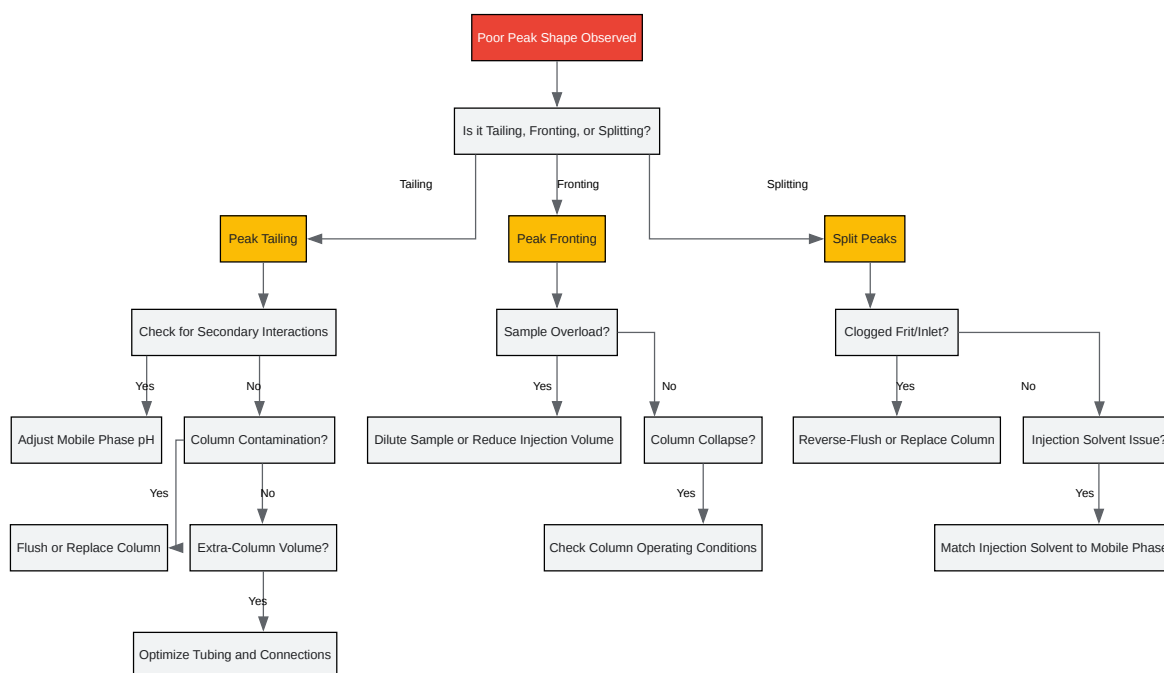 Poor Peak Shape Observed
Is it Tailing, Fronting, or Splitting?
Tailing
Fronting
Splitting
Peak Tailing
Peak Fronting
Split Peaks
Check for Secondary Interactions
Sample Overload?
Clogged Frit/Inlet?
Yes
No
Yes
No
Yes
No
Adjust Mobile Phase pH
Column Contamination?
Dilute Sample or Reduce Injection Volume
Column Collapse?
Reverse-Flush or Replace Column
Injection Solvent Issue?
Yes
No
Yes
Yes
Flush or Replace Column
Extra-Column Volume?
Check Column Operating Conditions
Match Injection Solvent to Mobile Phase
Yes
Optimize Tubing and Connections